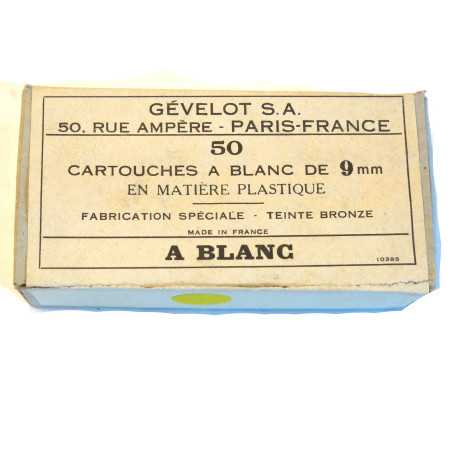 GÉVELOT S.A.
50, RUE AMPÈRE - PARIS-FRANCE
50
CARTOUCHES A BLANC DE 9mm
EN MATIÈRE PLASTIQUE
FABRICATION SPÉCIALE - TEINTE BRONZE
MADE IN FRANCE
A BLANC
10385